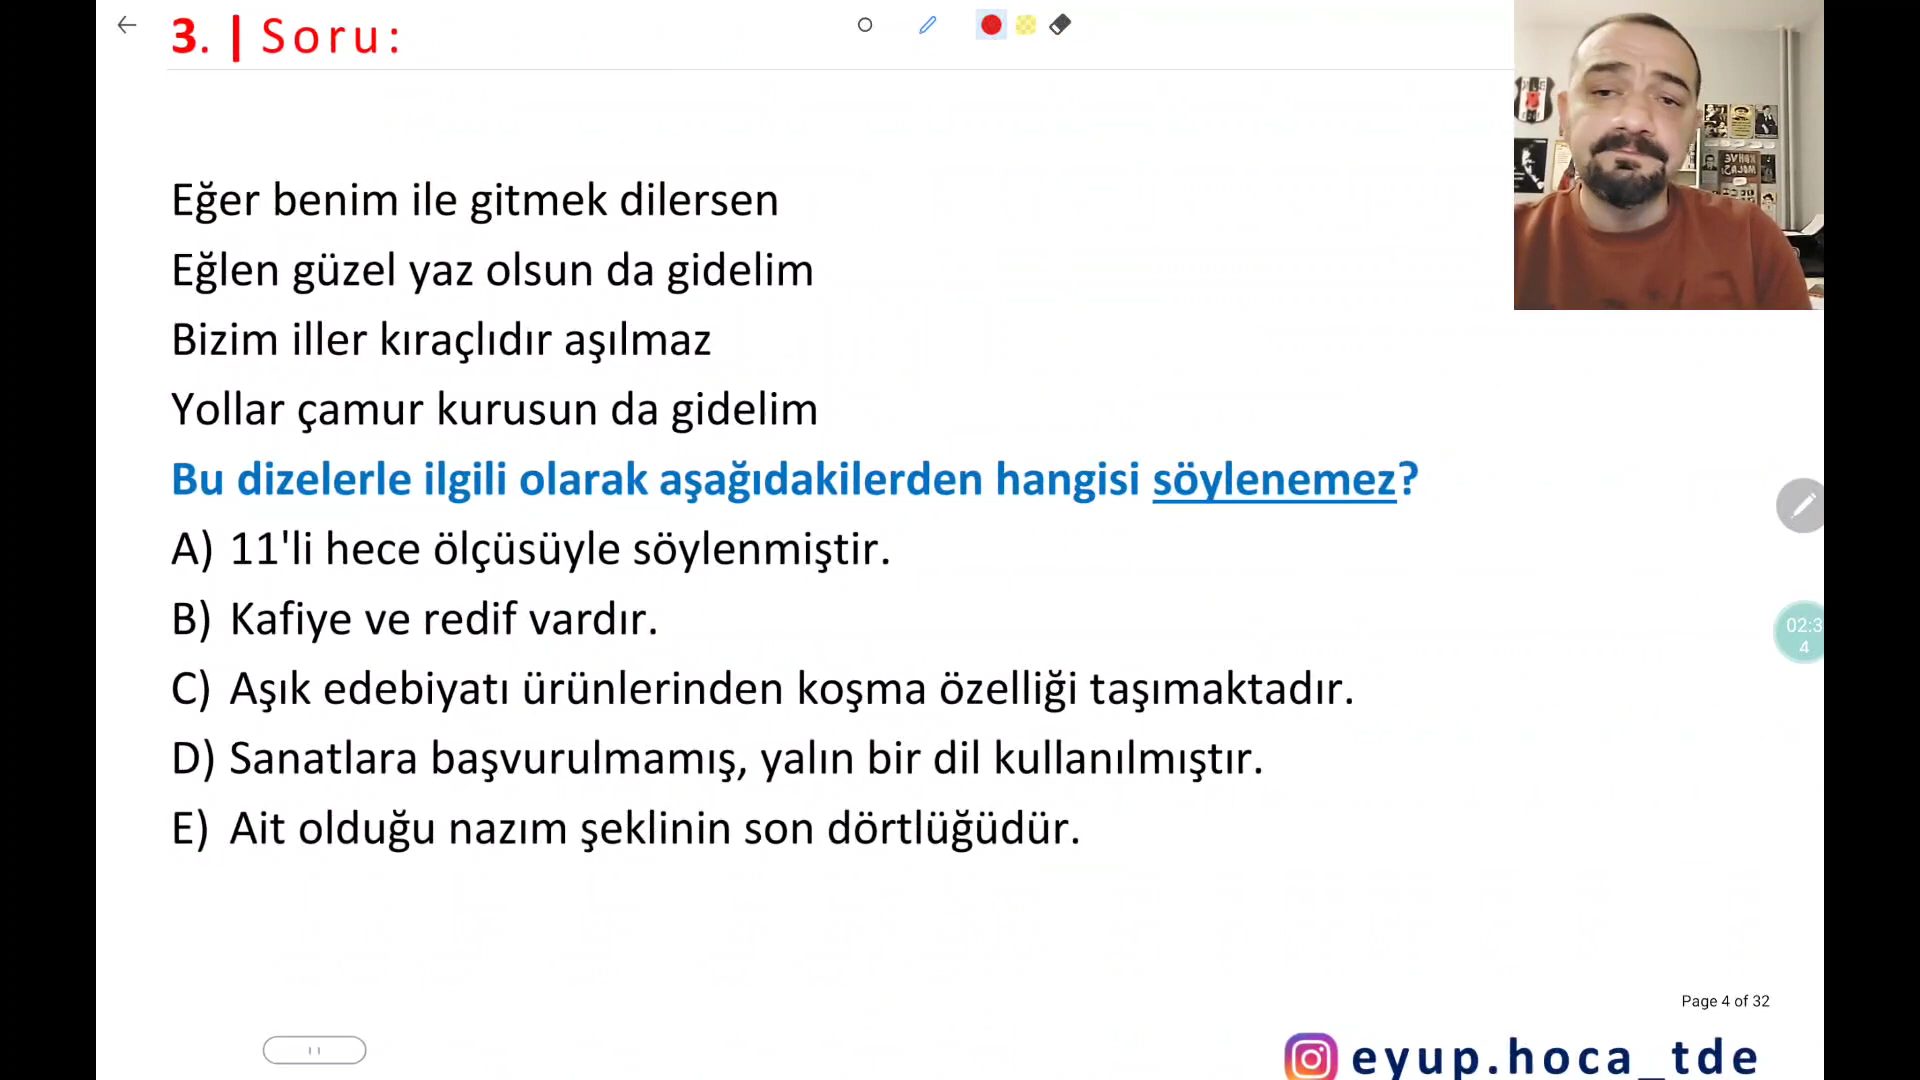 3. | Soru:
Eğer benim ile gitmek dilersen
Eğlen güzel yaz olsun da gidelim
Bizim iller kıraçlıdır aşılmaz
Yollar çamur kurusun da gidelim
Bu dizelerle ilgili olarak aşağıdakilerden hangisi söylenemez?
A) 11'li hece ölçüsüyle söylenmiştir.
B) Kafiye ve redif vardır.
C) Aşık edebiyatı ürünlerinden koşma özelliği taşımaktadır.
D) Sanatlara başvurulmamış, yalın bir dil kullanılmıştır.
E) Ait olduğu nazım şeklinin son dörtlüğüdür.
02:3
4
Page 4 of 32
eyup.hoca_tde